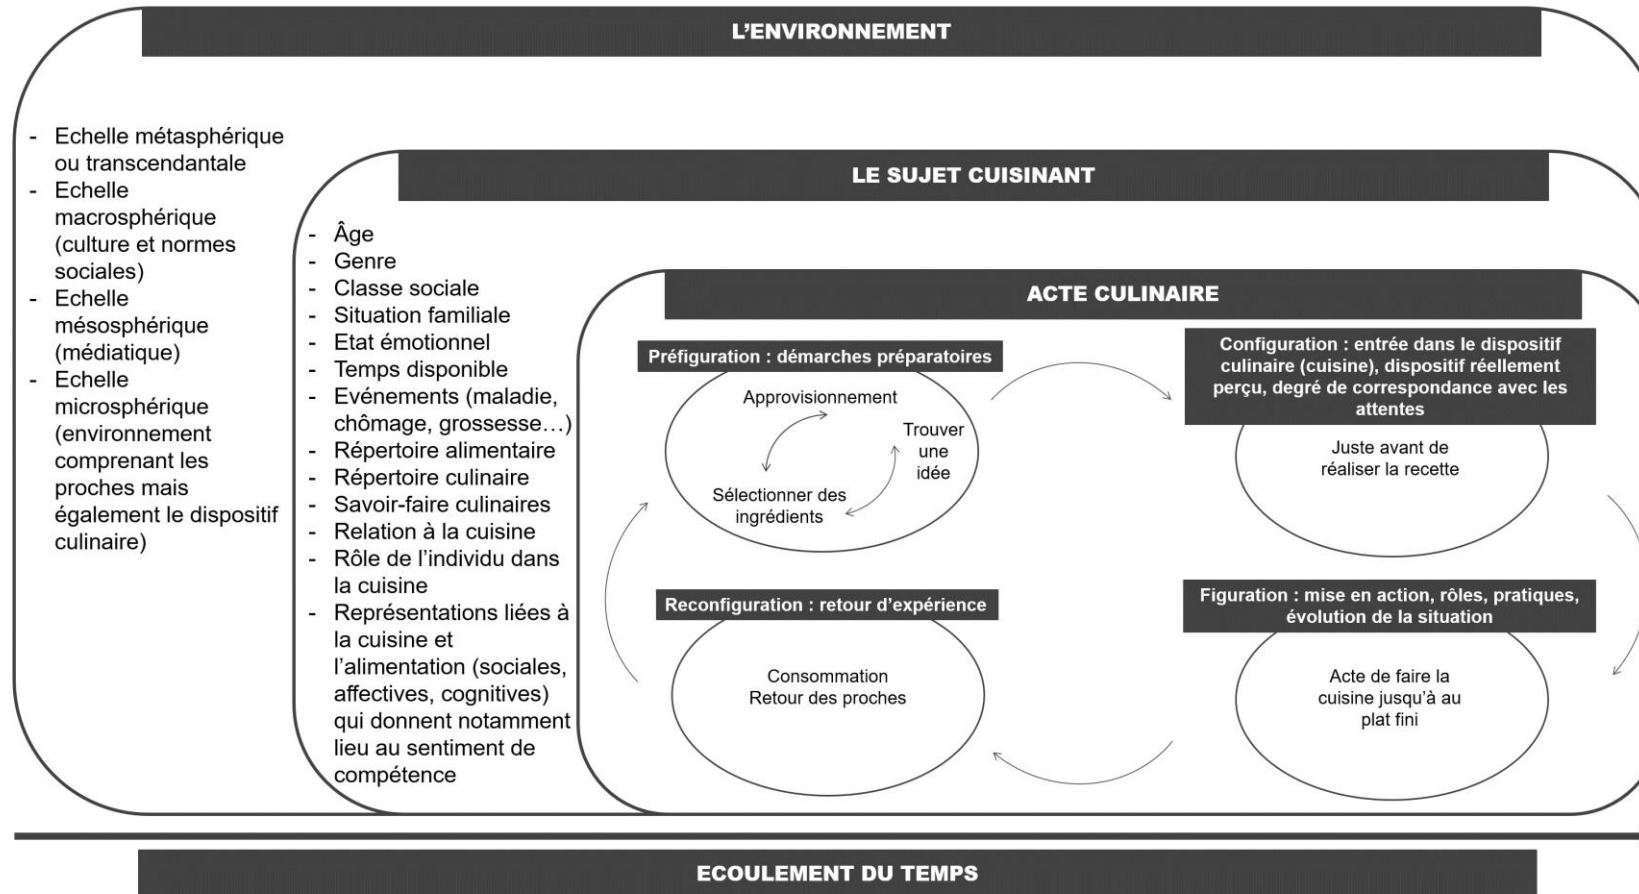 L'ENVIRONNEMENT
- Echelle métasphérique
ou transcendantale
- Echelle
macrosphérique
(culture et normes
sociales)
- Echelle
mésosphérique
(médiatique)
- Echelle
microsphérique
(environnement
comprenant les
proches mais
également le dispositif
culinaire)
LE SUJET CUISINANT
- Âge
- Genre
- Classe sociale
- Situation familiale
- Etat émotionnel
- Temps disponible
- Evénements (maladie,
chômage, grossesse…)
- Répertoire alimentaire
- Répertoire culinaire
- Savoir-faire culinaires
- Relation à la cuisine
- Rôle de l'individu dans
la cuisine
- Représentations liées à
la cuisine et
l'alimentation (sociales,
affectives, cognitives)
qui donnent notamment
lieu au sentiment de
compétence
ACTE CULINAIRE
Préfiguration : démarches préparatoires
Approvisionnement
Trouver
une
idée
Sélectionner des
ingrédients
Configuration : entrée dans le dispositif
culinaire (cuisine), dispositif réellement
perçu, degré de correspondance avec les
attentes
Juste avant de
réaliser la recette
Reconfiguration : retour d'expérience
Consommation
Retour des proches
Figuration : mise en action, rôles, pratiques,
évolution de la situation
Acte de faire la
cuisine jusqu'à au
plat fini
ECOULEMENT DU TEMPS